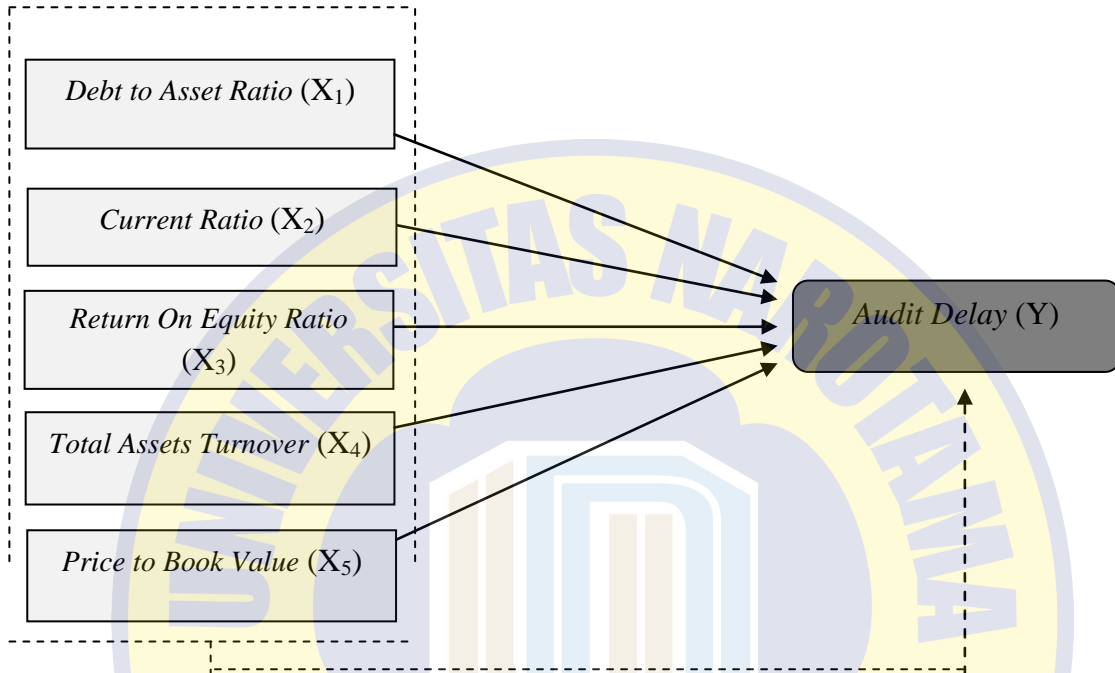 Debt to Asset Ratio (X₁)
Current Ratio (X₂)
Return On Equity Ratio
(X₃)
Total Assets Turnover (X₄)
Price to Book Value (X₅)
Audit Delay (Y)
UNIVERSITAS NAROTAMA